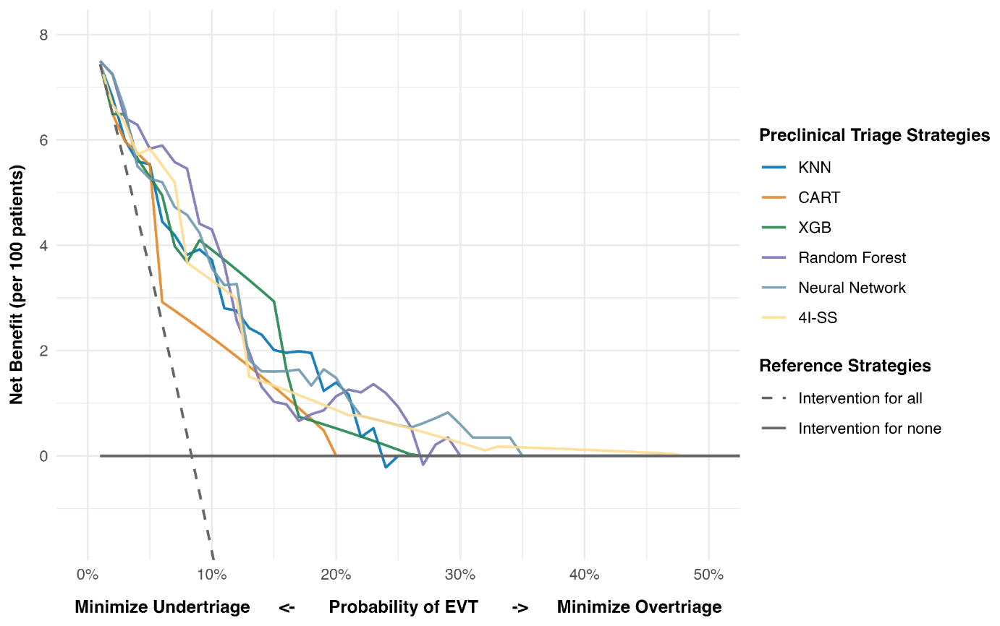 8
6
4
2
0
Net Benefit (per 100 patients)
0%
10%
20%
30%
40%
50%
Minimize Undertriage <- Probability of EVT -> Minimize Overtriage
Preclinical Triage Strategies
KNN
CART
XGB
Random Forest
Neural Network
4I-SS
Reference Strategies
Intervention for all
Intervention for none